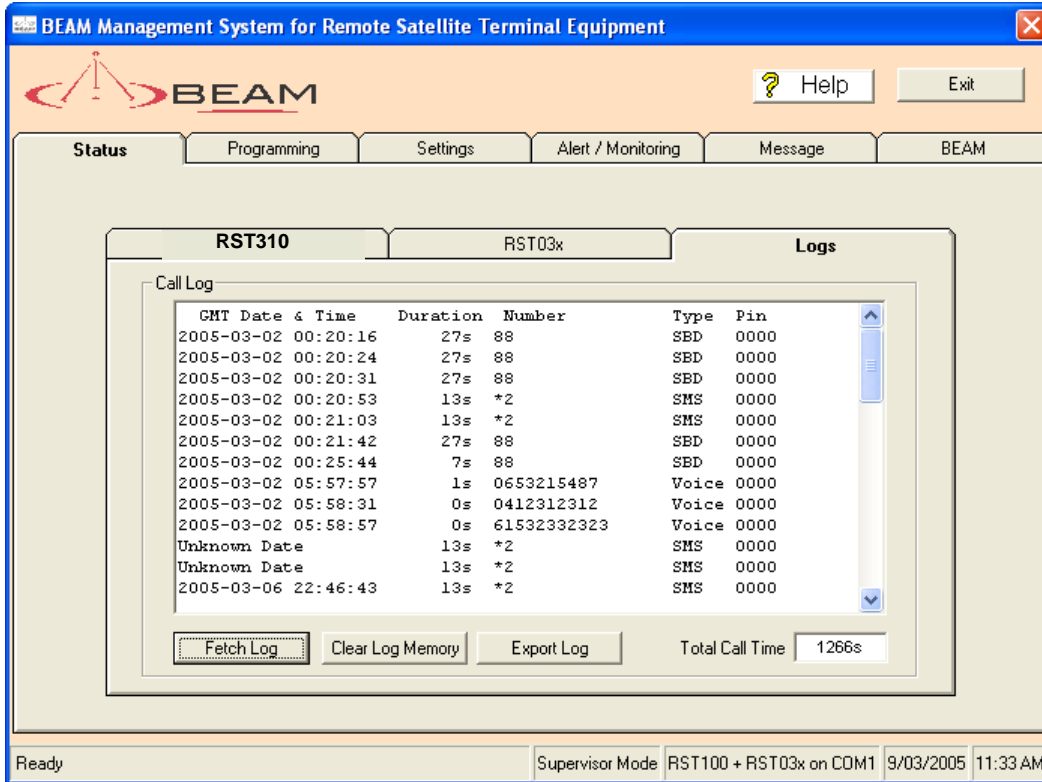 BEAM Management System for Remote Satellite Terminal Equipment
BEAM
? Help
Exit
Status Programming Settings Alert / Monitoring Message BEAM
RST310 RST03x Logs
Call Log
GMT Date & Time Duration Number Type Pin
2005-03-02 00:20:16 27s 88 SBD 0000
2005-03-02 00:20:24 27s 88 SBD 0000
2005-03-02 00:20:31 27s 88 SBD 0000
2005-03-02 00:20:53 13s *2 SMS 0000
2005-03-02 00:21:03 13s *2 SMS 0000
2005-03-02 00:21:42 27s 88 SBD 0000
2005-03-02 00:25:44 7s 88 SBD 0000
2005-03-02 05:57:57 1s 0653215487 Voice 0000
2005-03-02 05:58:31 0s 0412312312 Voice 0000
2005-03-02 05:58:57 0s 61532332323 Voice 0000
Unknown Date 13s *2 SMS 0000
Unknown Date 13s *2 SMS 0000
2005-03-06 22:46:43 13s *2 SMS 0000
Fetch Log Clear Log Memory Export Log Total Call Time 1266s
Ready Supervisor Mode RST100 + RST03x on COM1 9/03/2005 11:33 AM